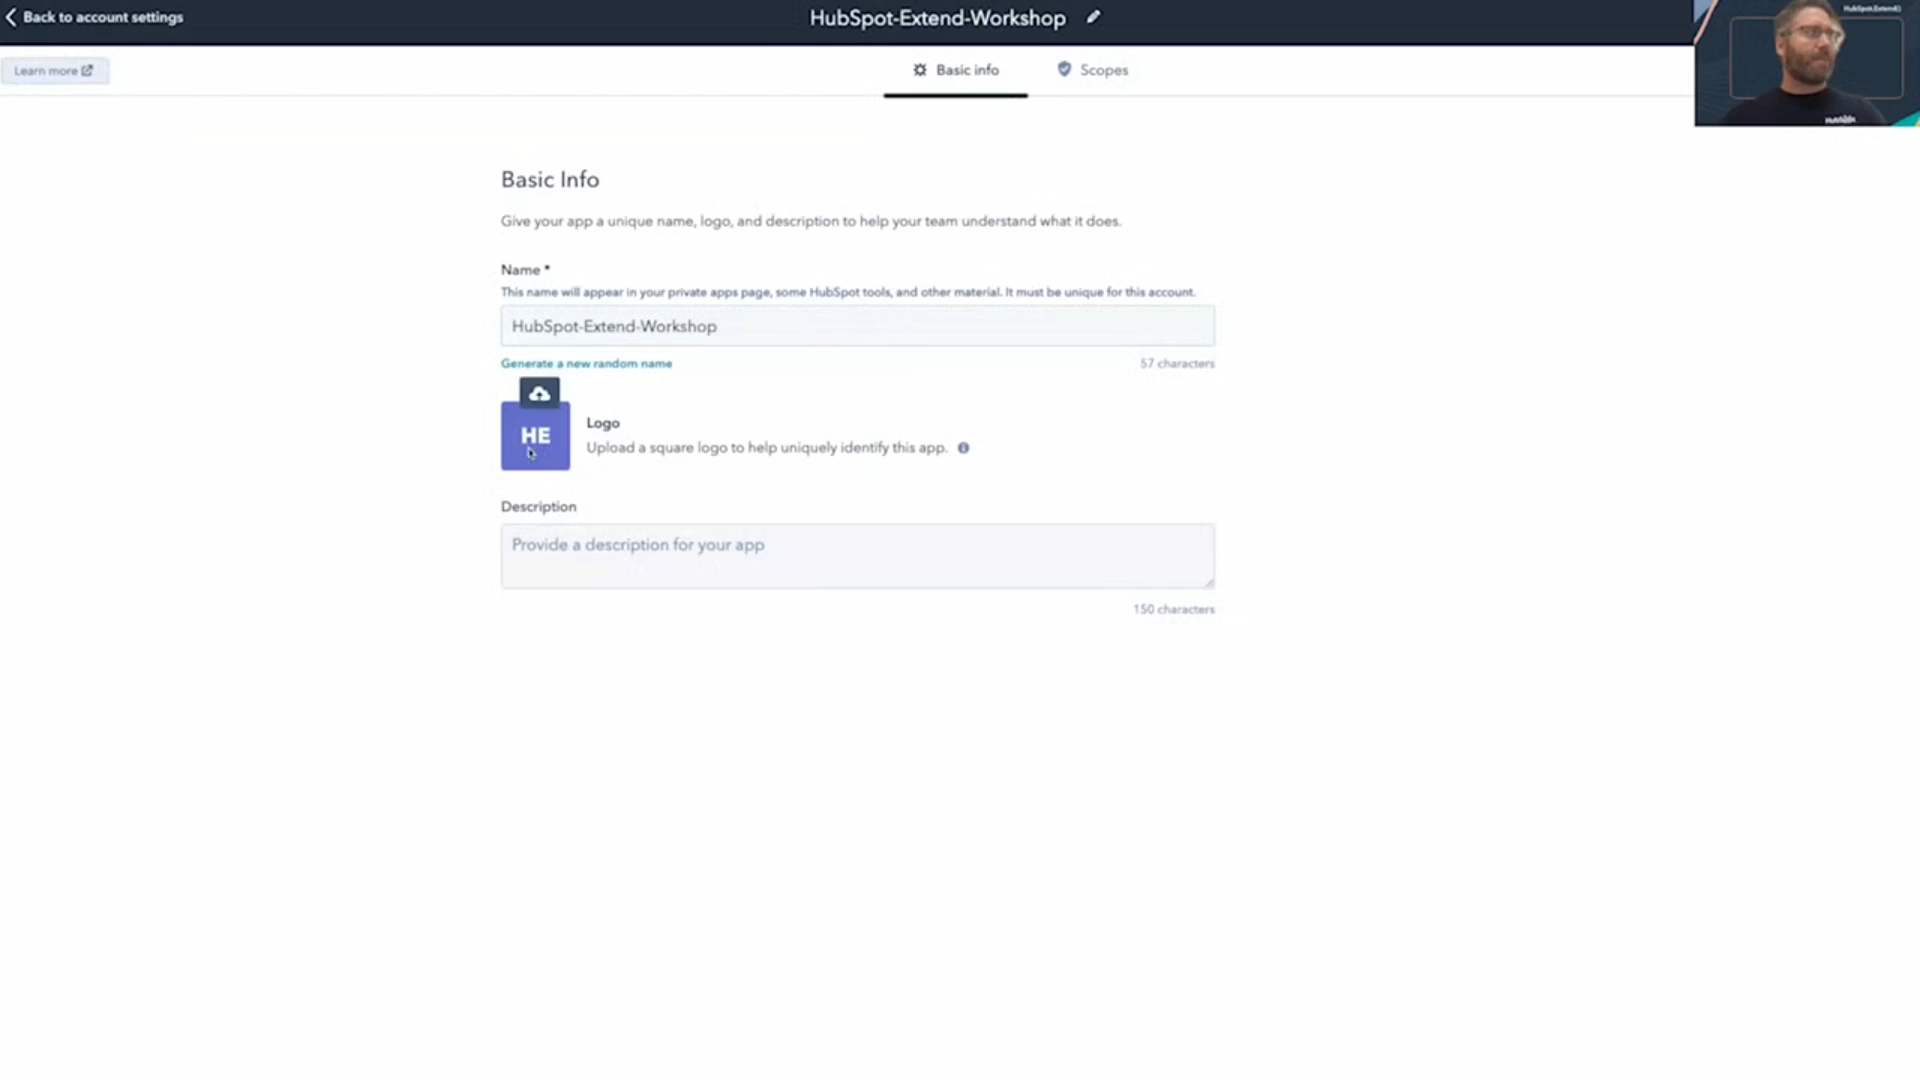 Back to account settings
HubSpot-Extend-Workshop
HubSpot.Extend()
Learn more
Basic info
Scopes
HubSpot
Basic Info
Give your app a unique name, logo, and description to help your team understand what it does.
Name *
This name will appear in your private apps page, some HubSpot tools, and other material. It must be unique for this account.
HubSpot-Extend-Workshop
Generate a new random name
57 characters
HE
Logo
Upload a square logo to help uniquely identify this app.
Description
Provide a description for your app
150 characters